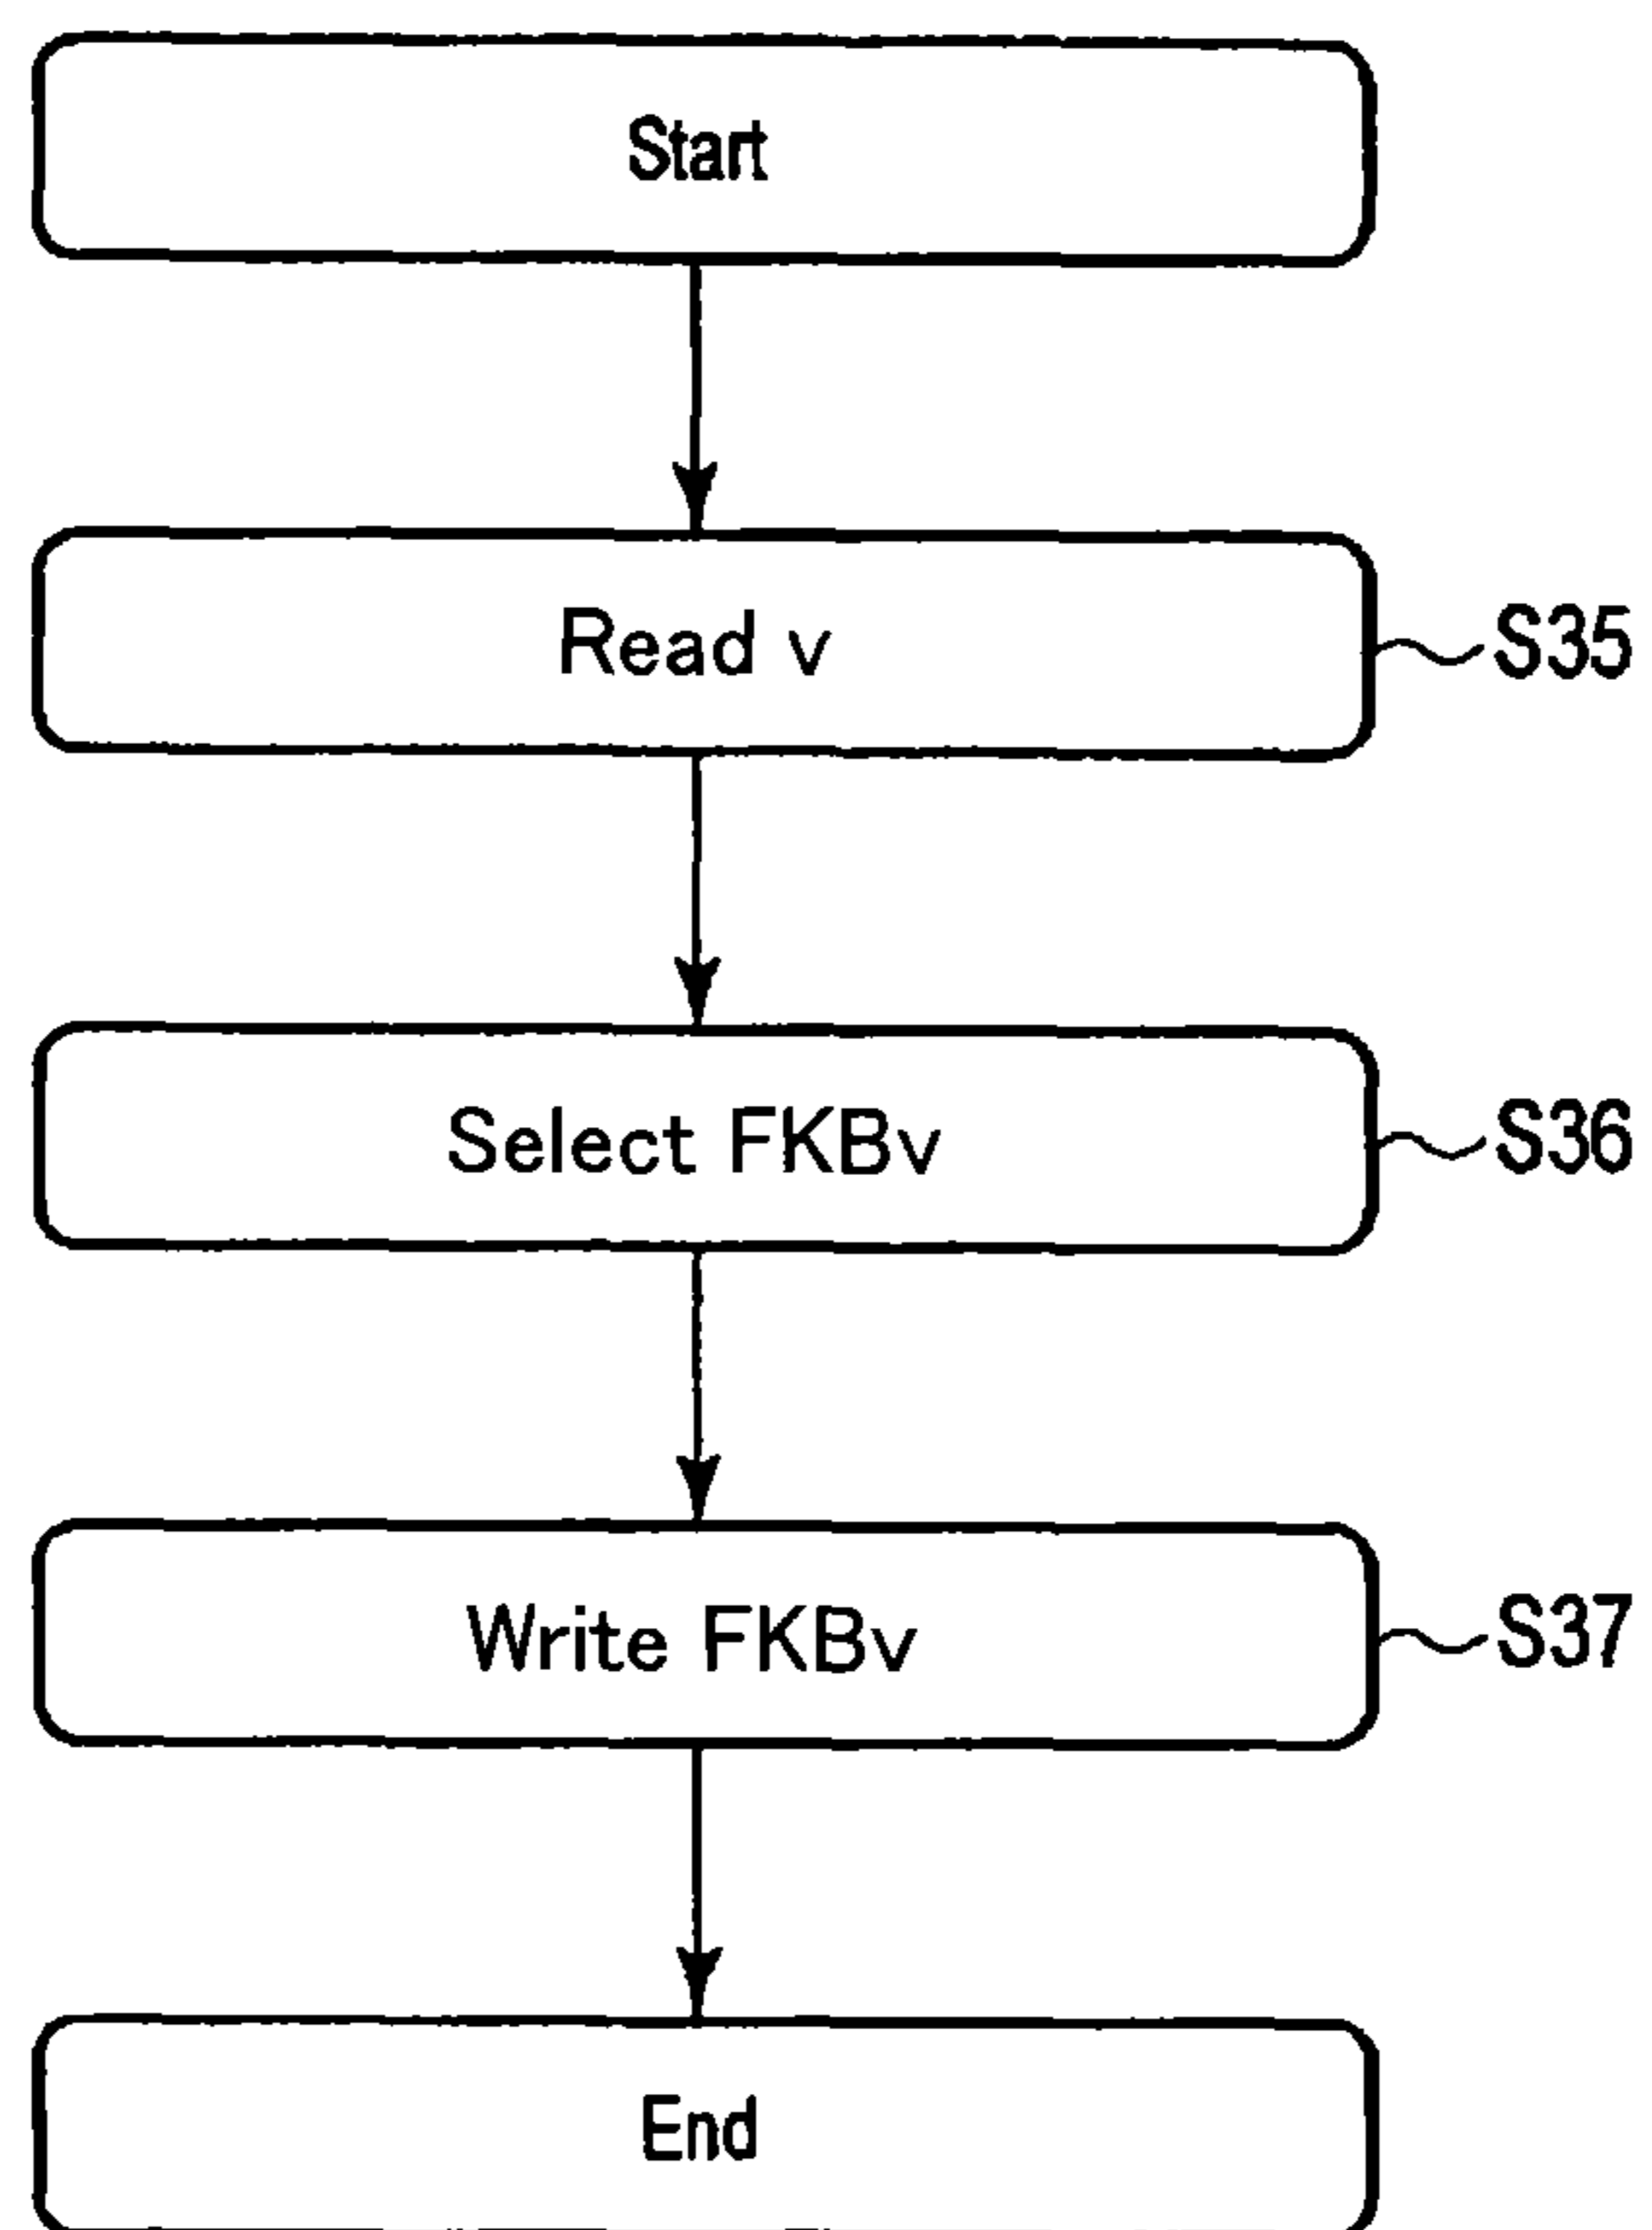 Start
Read v
S35
Select FKBv
S36
Write FKBv
S37
End